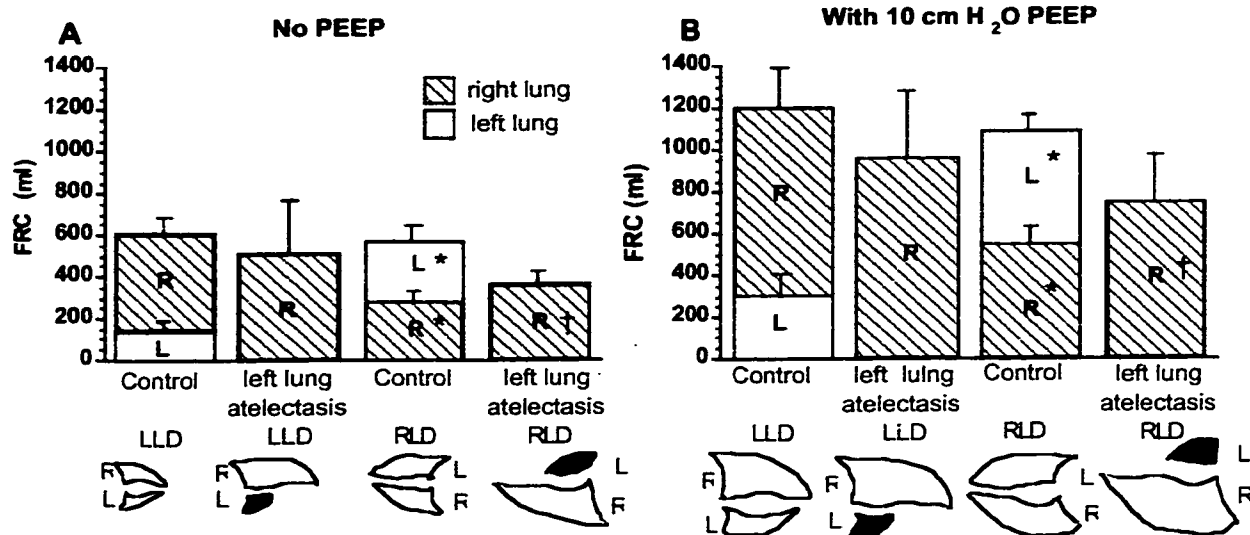 A
No PEEP
1400
1200
1000
800
600
400
200
0
FRC (ml)
right lung
left lung
R
L
R
L *
R *
R †
Control
left lung atelectasis
Control
left lung atelectasis
LLD
LLD
RLD
RLD
R
L
R
L
L
R
L
R
B
With 10 cm H2O PEEP
1400
1200
1000
800
600
400
200
0
FRC (ml)
R
L
R
L *
R *
R †
Control
left lulng atelectasis
Control
left lung atelectasis
LLD
LLD
RLD
RLD
R
L
R
L
L
R
L
R